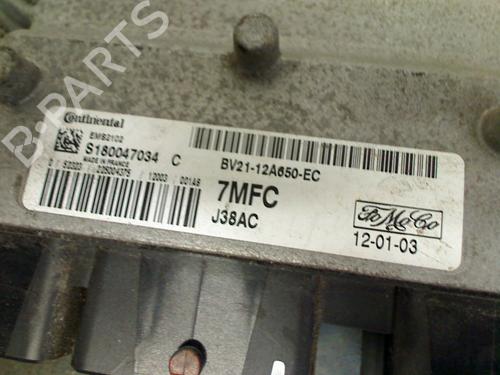 Continental
EMS2102
S180047034 C
MADE IN FRANCE
BV21-12A650-EC
7MFC
J38AC
FoMoCo
12-01-03
B-PARTS